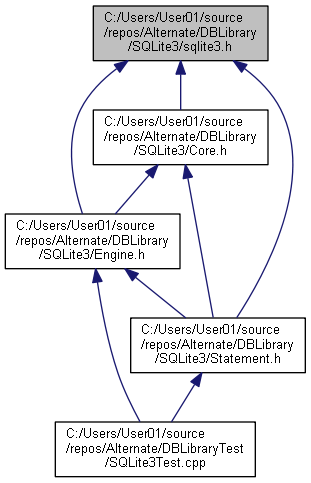 C:/Users/User01/source
/repos/Alternate/DBLibrary
/SQLite3/sqlite3.h
C:/Users/User01/source
/repos/Alternate/DBLibrary
/SQLite3/Core.h
C:/Users/User01/source
/repos/Alternate/DBLibrary
/SQLite3/Engine.h
C:/Users/User01/source
/repos/Alternate/DBLibrary
/SQLite3/Statement.h
C:/Users/User01/source
/repos/Alternate/DBLibraryTest
/SQLite3Test.cpp